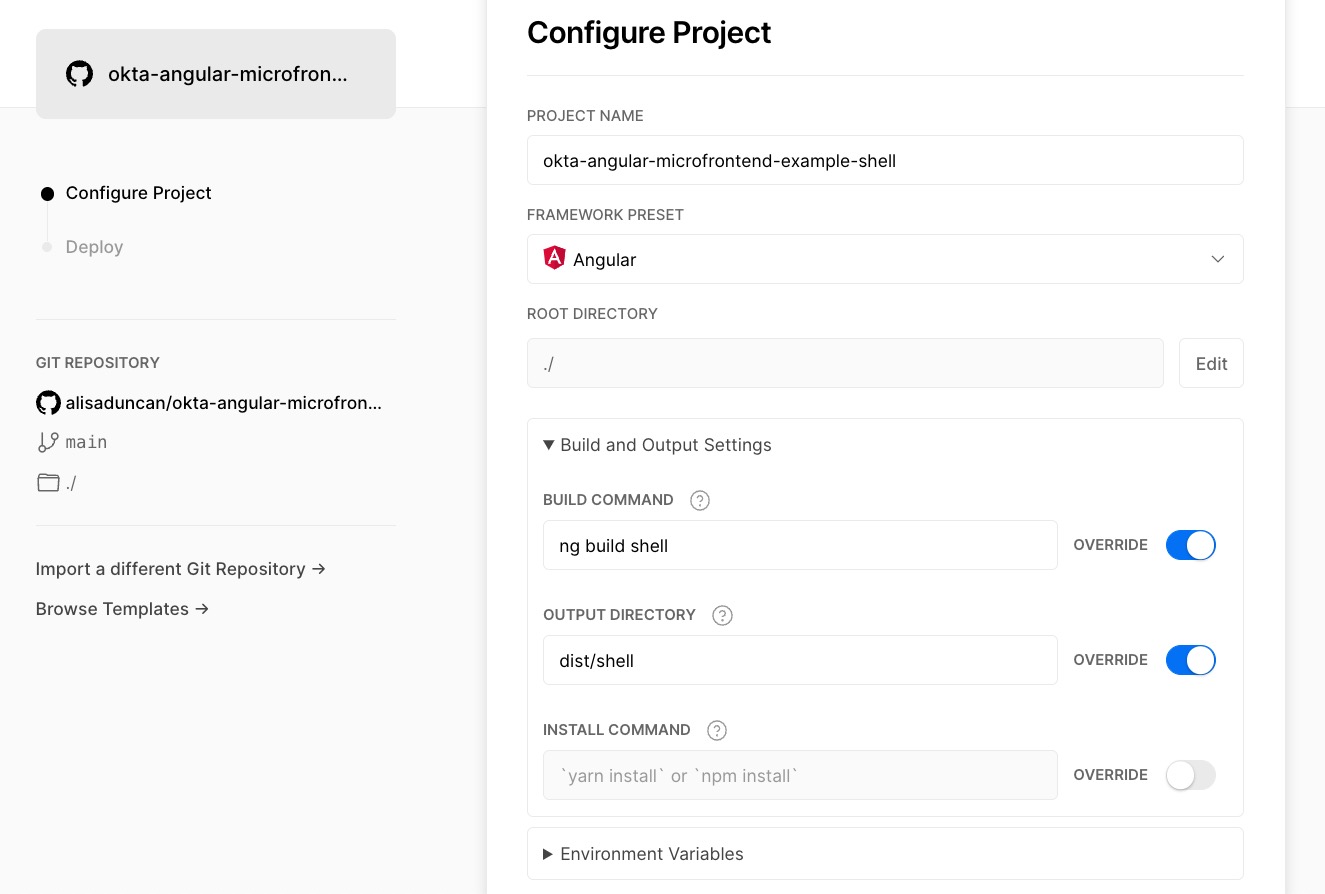 okta-angular-microfron...
Configure Project
Deploy
GIT REPOSITORY
alisaduncan/okta-angular-microfron...
main
./
Import a different Git Repository →
Browse Templates →
Configure Project
PROJECT NAME
okta-angular-microfrontend-example-shell
FRAMEWORK PRESET
A Angular
ROOT DIRECTORY
./ Edit
▼ Build and Output Settings
BUILD COMMAND ?
ng build shell OVERRIDE
OUTPUT DIRECTORY ?
dist/shell OVERRIDE
INSTALL COMMAND ?
`yarn install` or `npm install` OVERRIDE
▶ Environment Variables